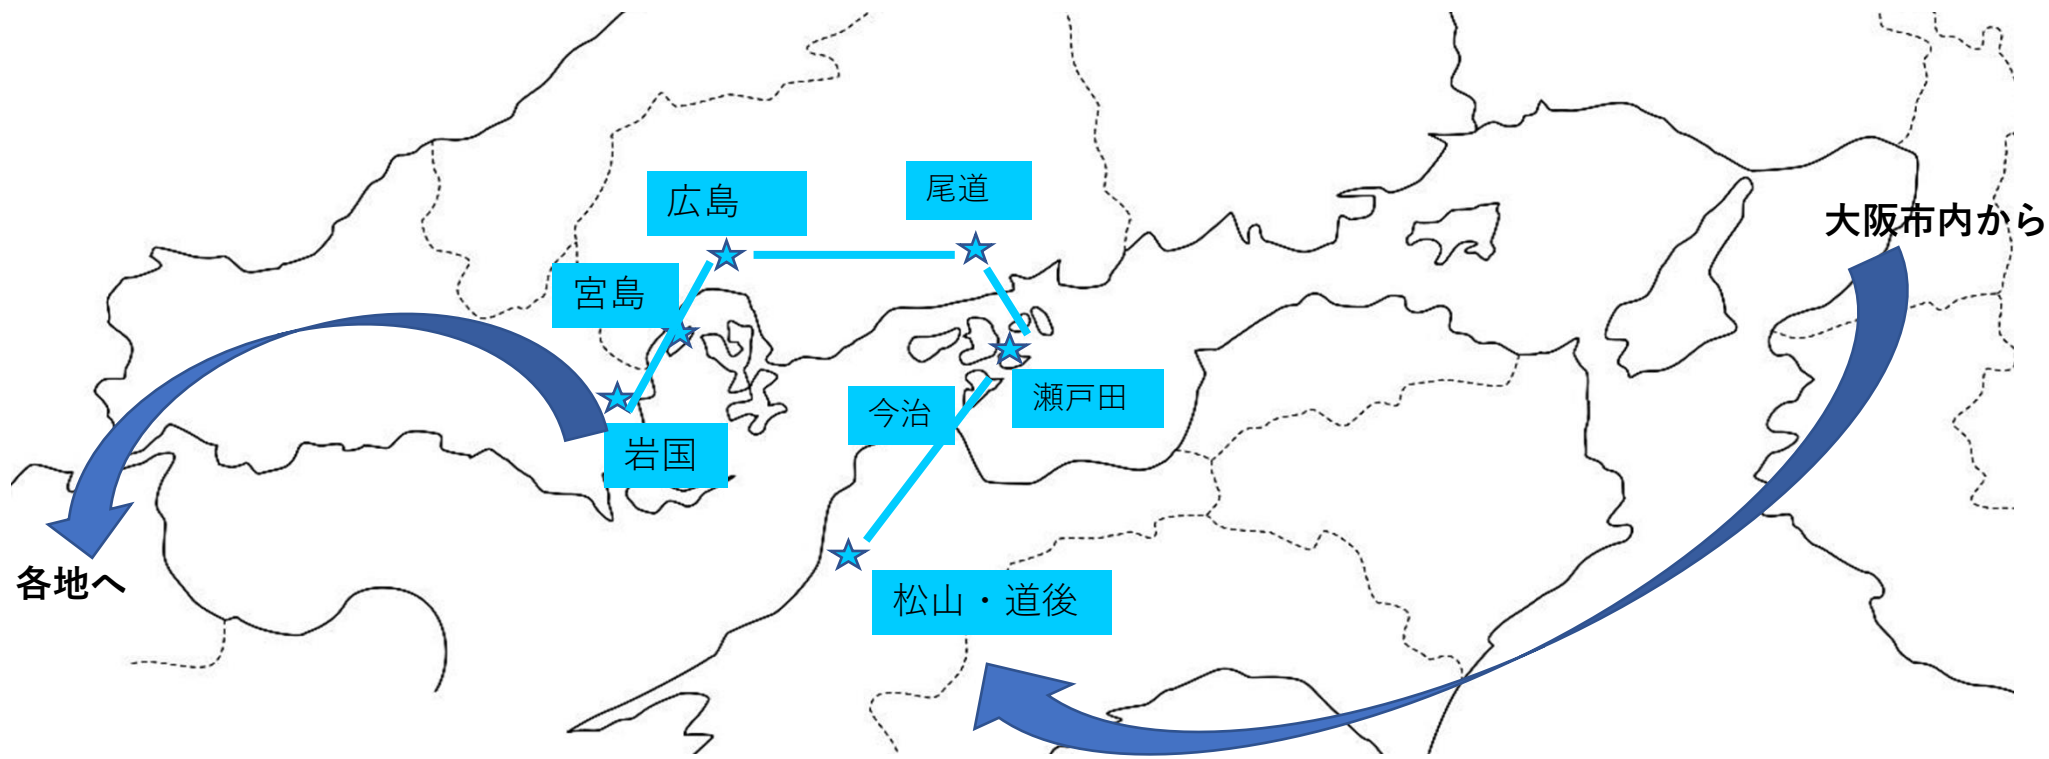 尾道
広島
大阪市内から
宮島
瀬戸田
今治
岩国
各地へ
松山・道後